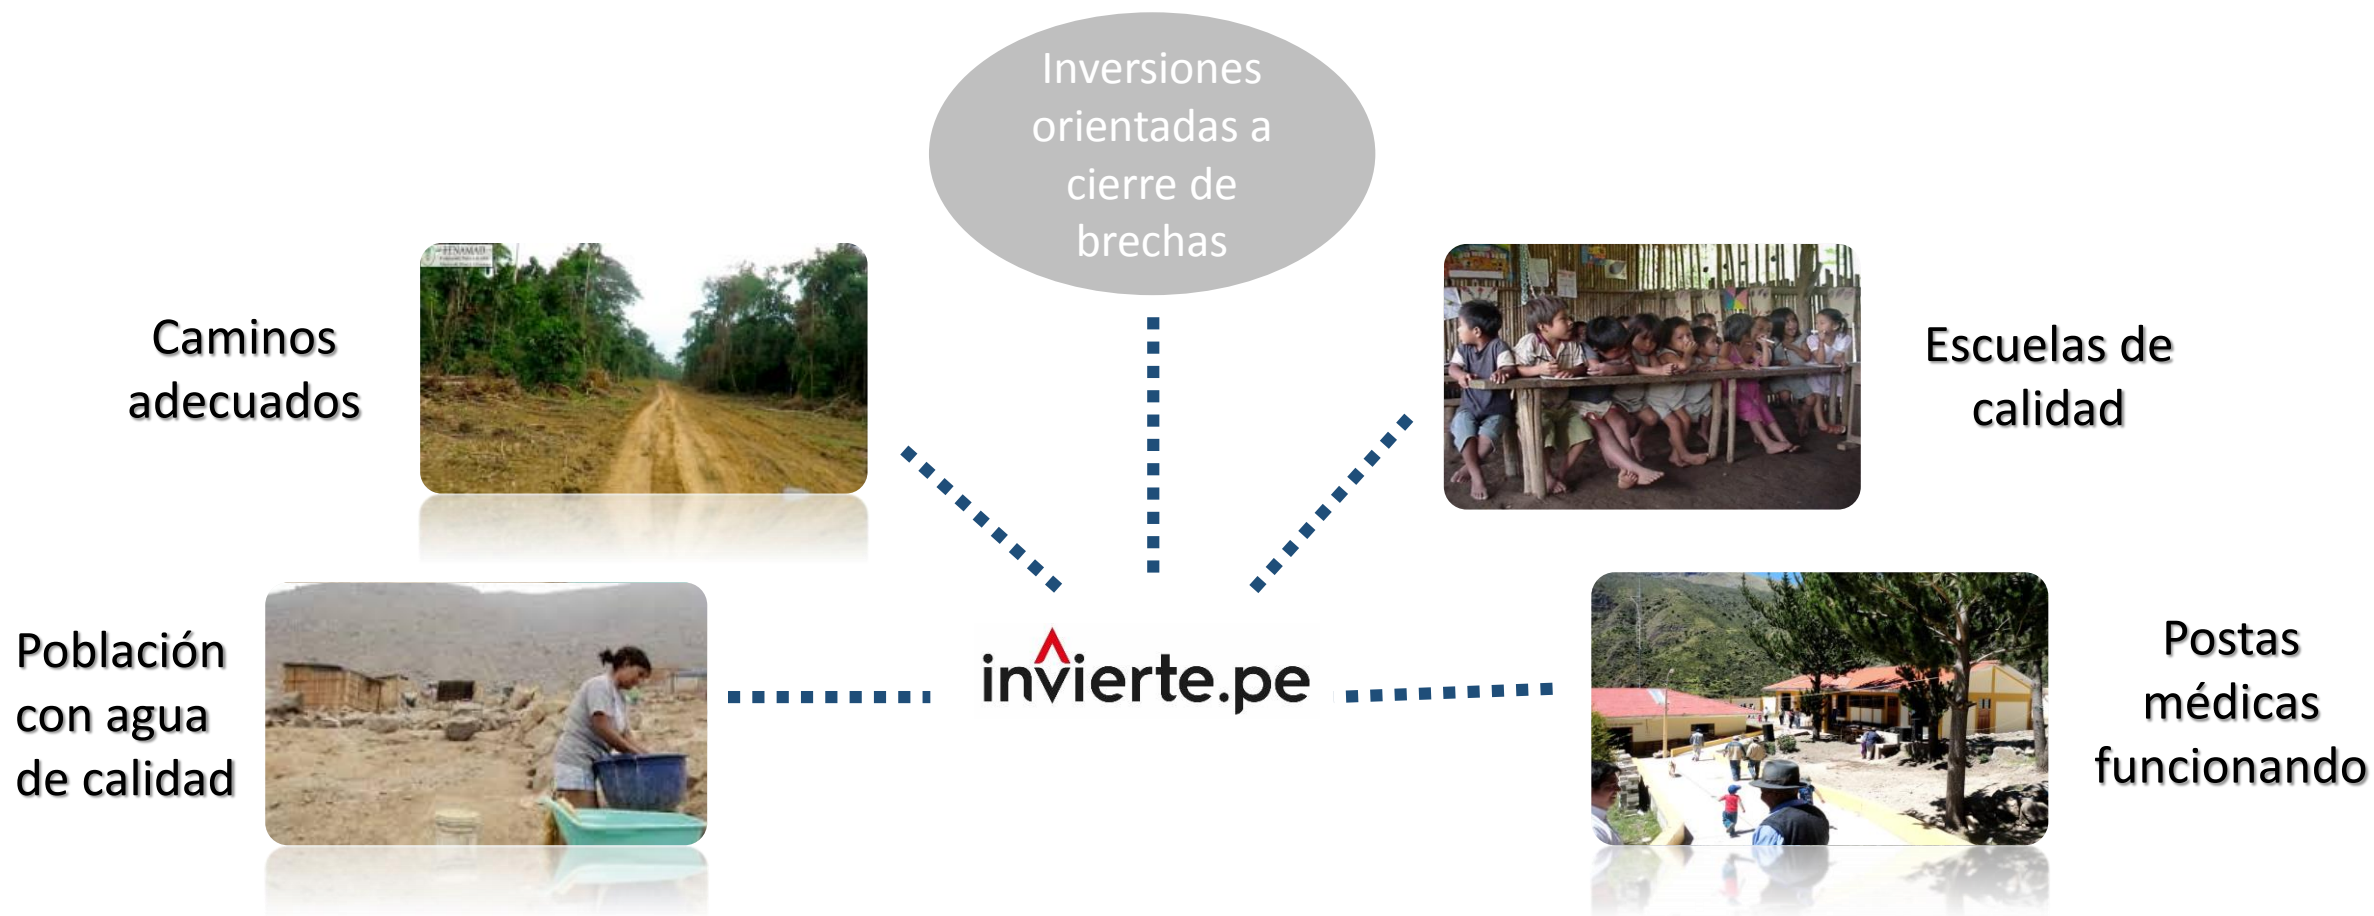 Inversiones
orientadas a
cierre de
brechas
Caminos
adecuados
FENAMAD
Escuelas de
calidad
Población
con agua
de calidad
invierte.pe
Postas
médicas
funcionando